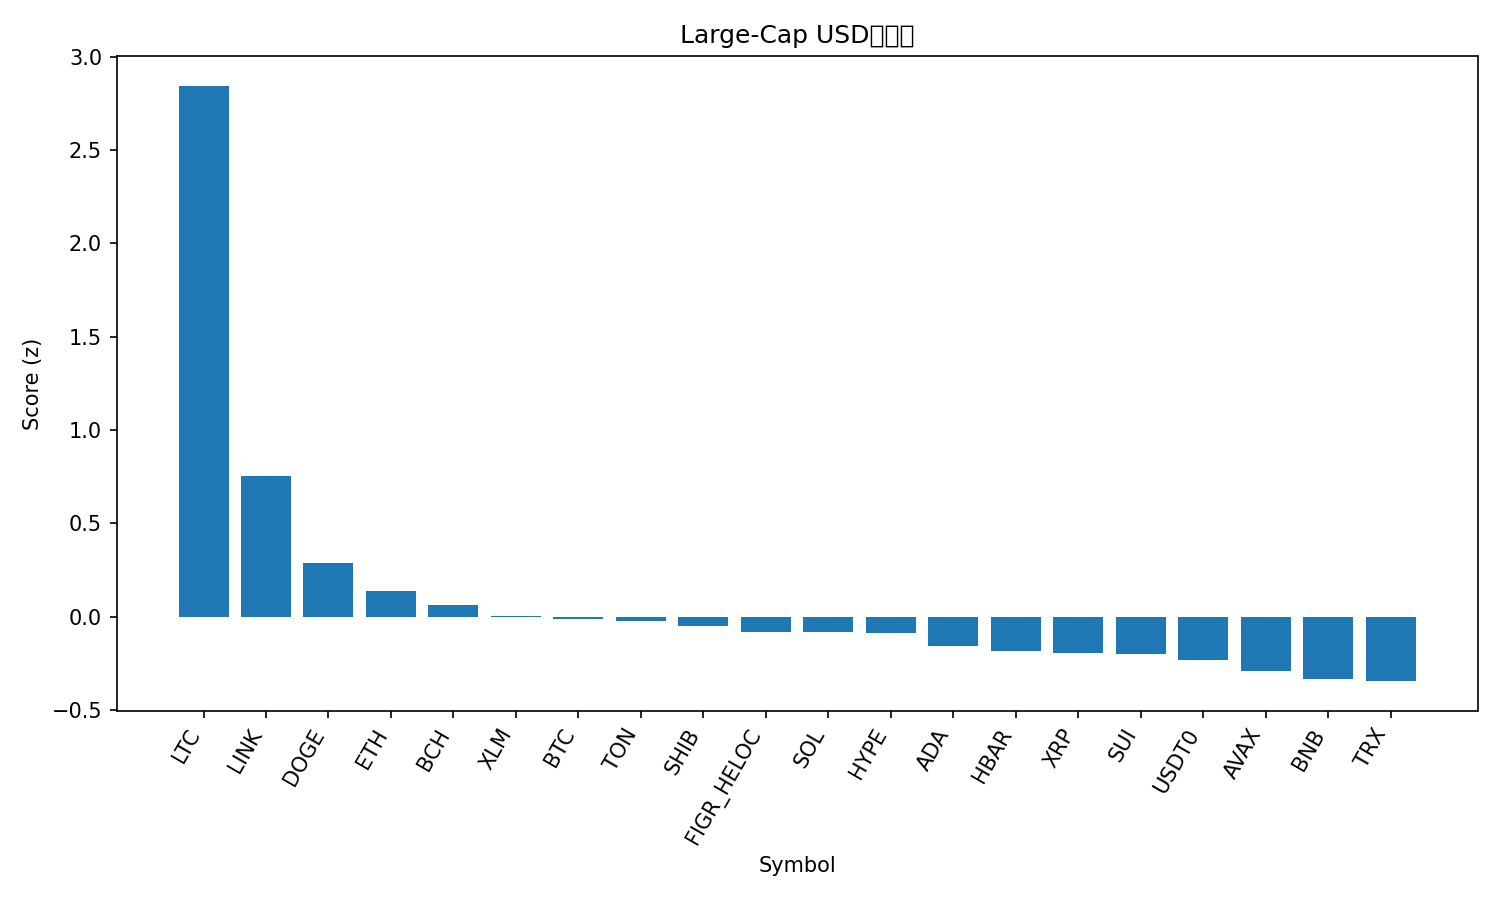 Large-Cap USD
3.0
2.5
2.0
1.5
1.0
0.5
0.0
−0.5
Score (z)
LTC
LINK
DOGE
ETH
BCH
XLM
BTC
TON
SHIB
FIGR_HELOC
SOL
HYPE
ADA
HBAR
XRP
SUI
USDT0
AVAX
BNB
TRX
Symbol